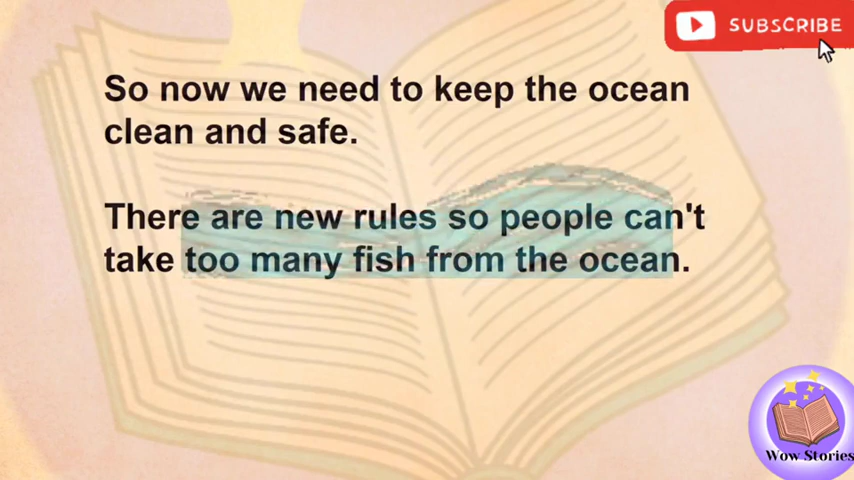 SUBSCRIBE
So now we need to keep the ocean
clean and safe.
There are new rules so people can't
take too many fish from the ocean.
Wow Stories